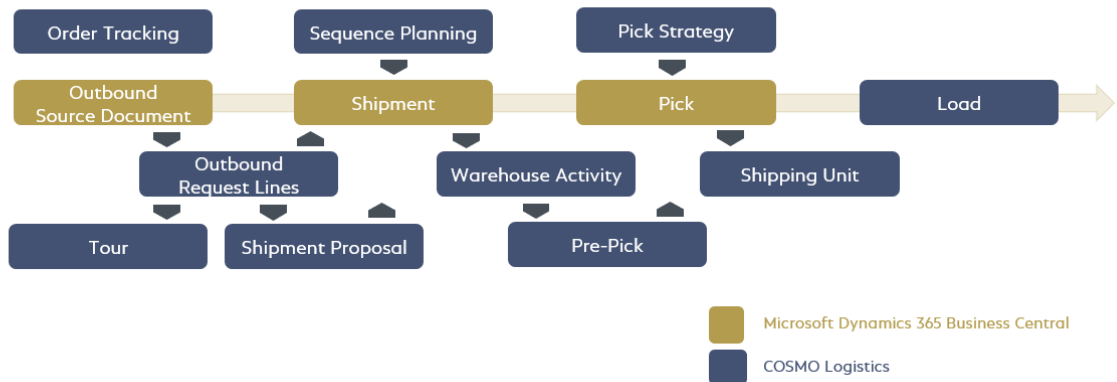 Order Tracking
Sequence Planning
Pick Strategy
Outbound
Source Document
Shipment
Pick
Load
Outbound
Request Lines
Warehouse Activity
Shipping Unit
Tour
Shipment Proposal
Pre-Pick
Microsoft Dynamics 365 Business Central
COSMO Logistics